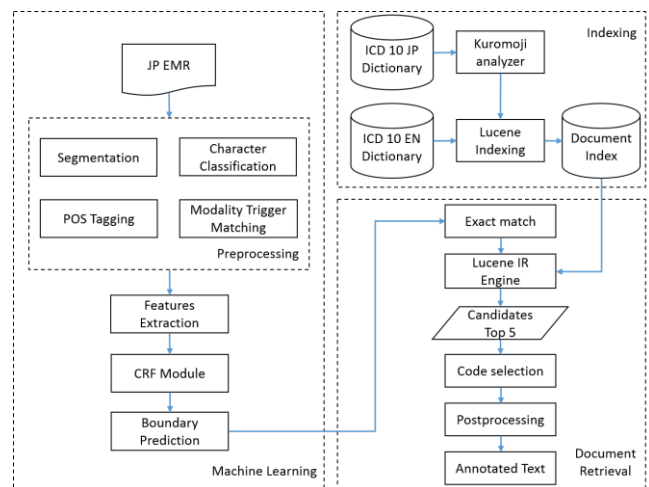 JP EMR
Segmentation
Character
Classification
POS Tagging
Modality Trigger
Matching
Preprocessing
Features
Extraction
CRF Module
Boundary
Prediction
Machine Learning
ICD 10 JP
Dictionary
Kuromoji
analyzer
Indexing
ICD 10 EN
Dictionary
Lucene
Indexing
Document
Index
Exact match
Lucene IR
Engine
Candidates
Top 5
Code selection
Postprocessing
Annotated Text
Document
Retrieval